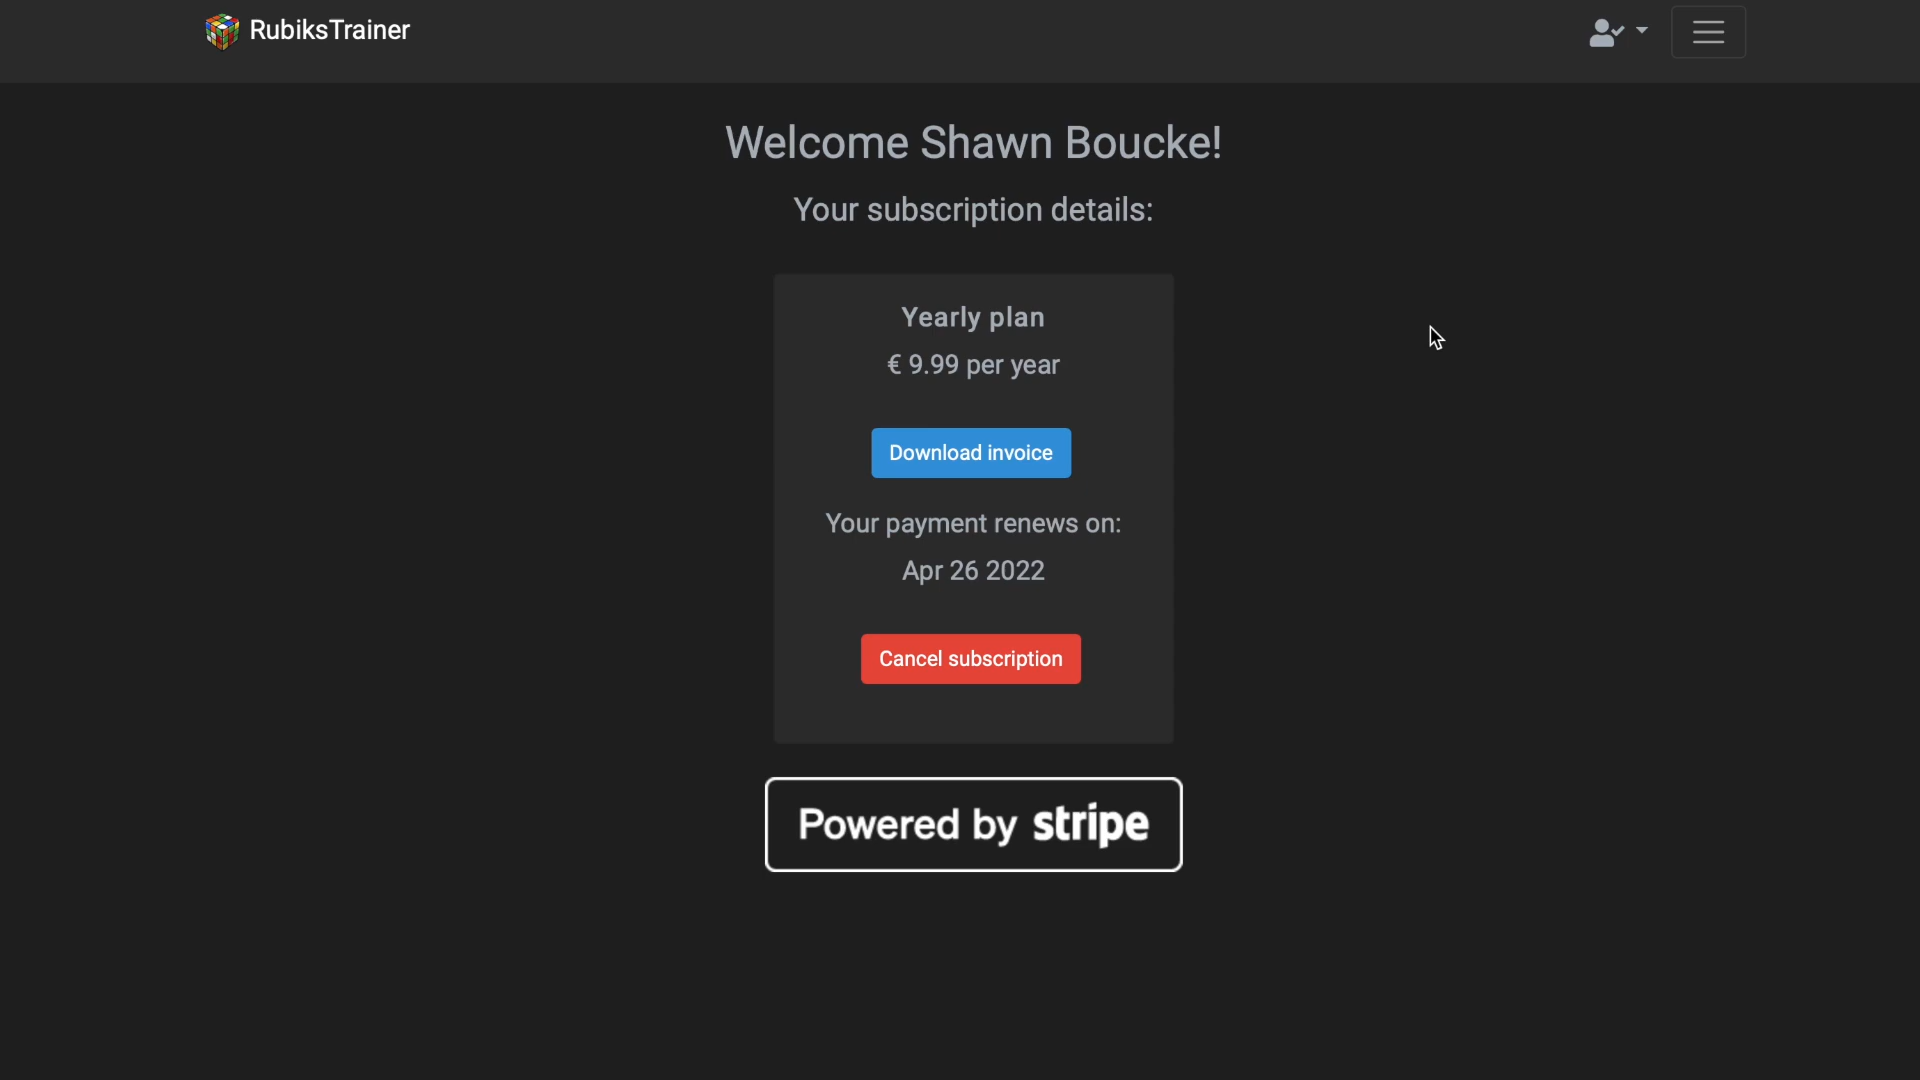 RubiksTrainer
Welcome Shawn Boucke!
Your subscription details:
Yearly plan
€ 9.99 per year
Download invoice
Your payment renews on:
Apr 26 2022
Cancel subscription
Powered by stripe